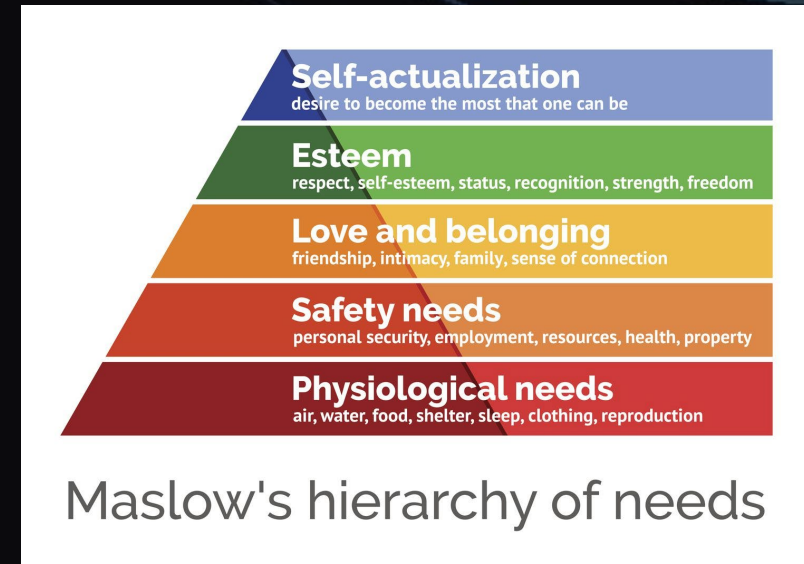 Self-actualization
desire to become the most that one can be
Esteem
respect, self-esteem, status, recognition, strength, freedom
Love and belonging
friendship, intimacy, family, sense of connection
Safety needs
personal security, employment, resources, health, property
Physiological needs
air, water, food, shelter, sleep, clothing, reproduction
Maslow's hierarchy of needs